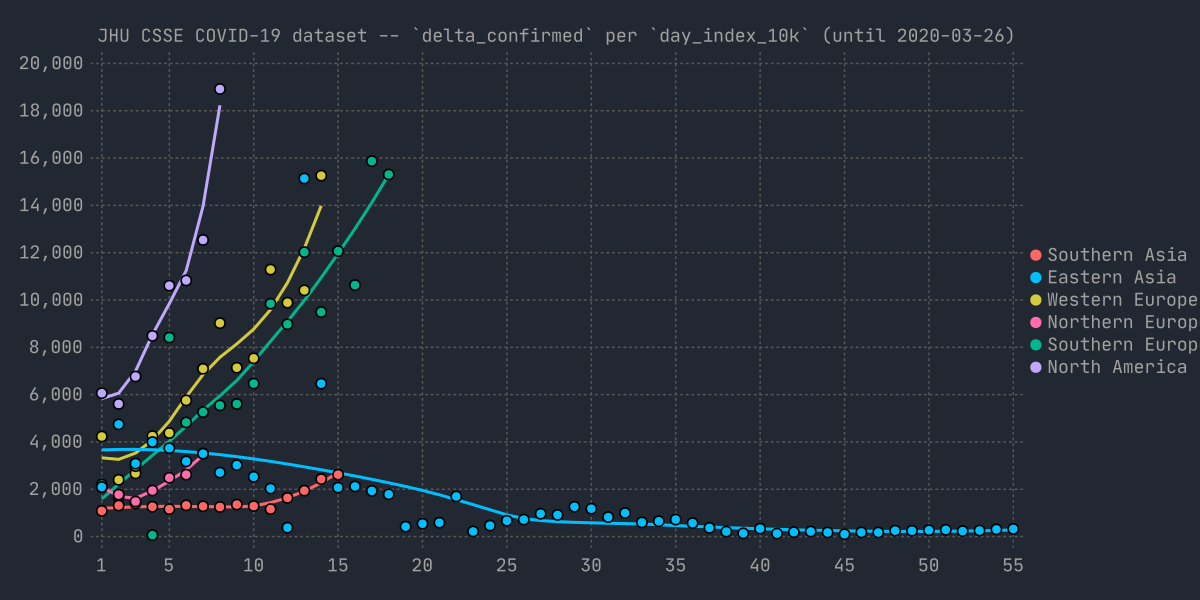 JHU CSSE COVID-19 dataset -- `delta_confirmed` per `day_index_10k` (until 2020-03-26)
20,000
18,000
16,000
14,000
12,000
10,000
8,000
6,000
4,000
2,000
0
1 5 10 15 20 25 30 35 40 45 50 55
Southern Asia
Eastern Asia
Western Europe
Northern Europ
Southern Europ
North America